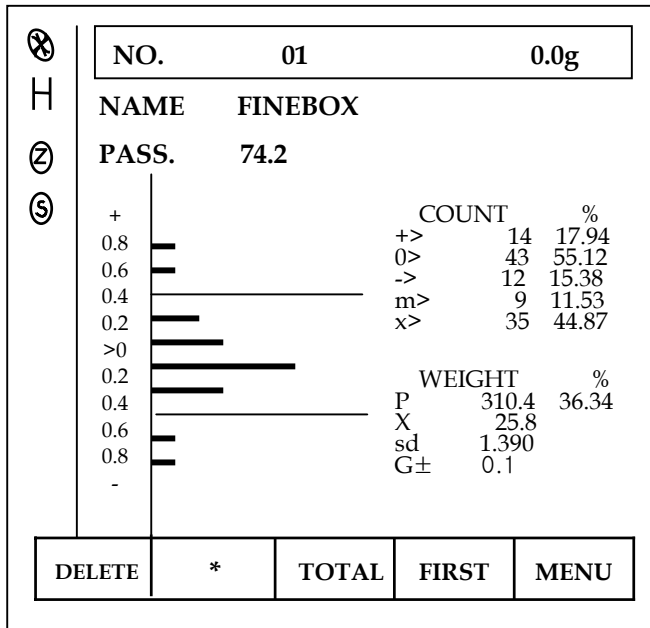 NO. 01 0.0g
H
NAME FINEBOX
Z
PASS. 74.2
S
+
0.8
0.6
0.4
0.2
>0
0.2
0.4
0.6
0.8
-
COUNT %
+> 14 17.94
0> 43 55.12
-> 12 15.38
m> 9 11.53
x> 35 44.87
WEIGHT %
P 310.4 36.34
X 25.8
sd 1.390
G± 0.1
DELETE * TOTAL FIRST MENU